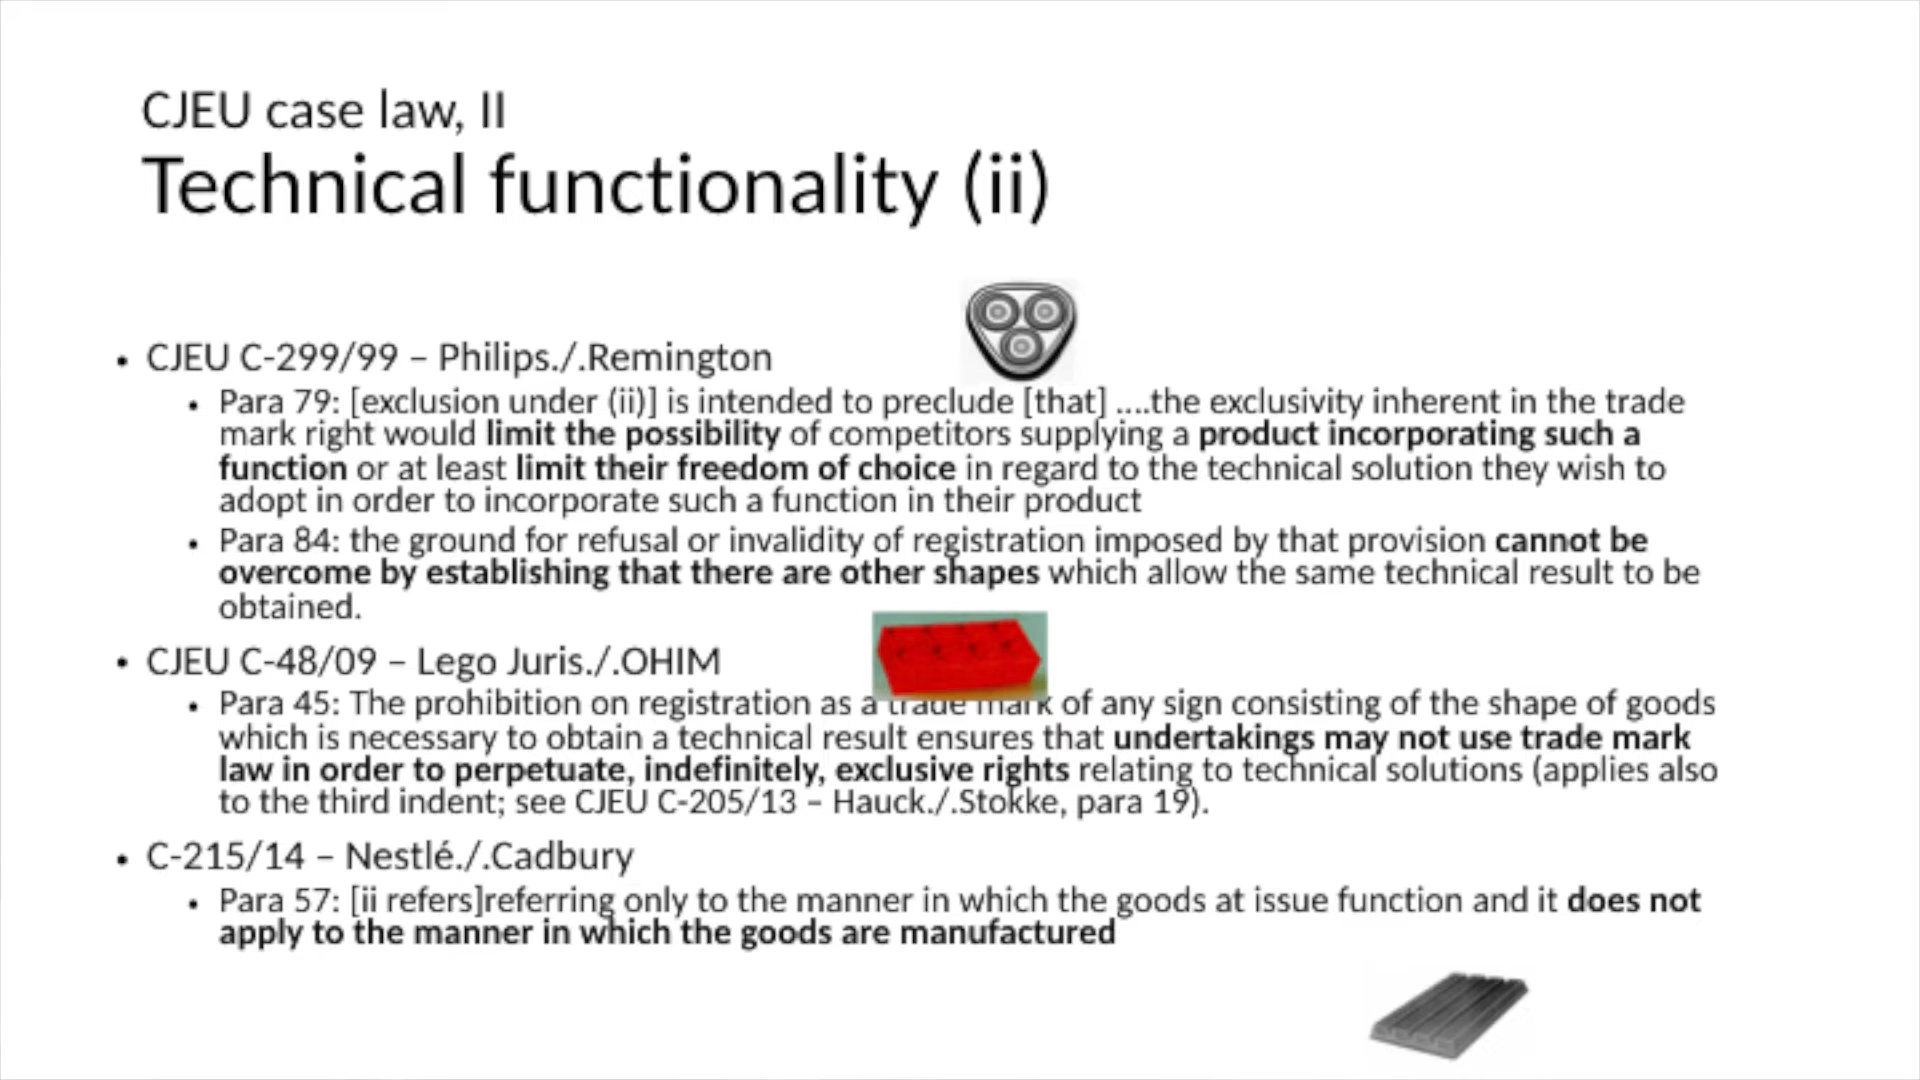 CJEU case law, II
Technical functionality (ii)
• CJEU C-299/99 – Philips./.Remington
• Para 79: [exclusion under (ii)] is intended to preclude [that] ....the exclusivity inherent in the trade
mark right would limit the possibility of competitors supplying a product incorporating such a
function or at least limit their freedom of choice in regard to the technical solution they wish to
adopt in order to incorporate such a function in their product
• Para 84: the ground for refusal or invalidity of registration imposed by that provision cannot be
overcome by establishing that there are other shapes which allow the same technical result to be
obtained.
• CJEU C-48/09 – Lego Juris./.OHIM
• Para 45: The prohibition on registration as a trade mark of any sign consisting of the shape of goods
which is necessary to obtain a technical result ensures that undertakings may not use trade mark
law in order to perpetuate, indefinitely, exclusive rights relating to technical solutions (applies also
to the third indent; see CJEU C-205/13 – Hauck./.Stokke, para 19).
• C-215/14 – Nestlé./.Cadbury
• Para 57: [ii refers]referring only to the manner in which the goods at issue function and it does not
apply to the manner in which the goods are manufactured